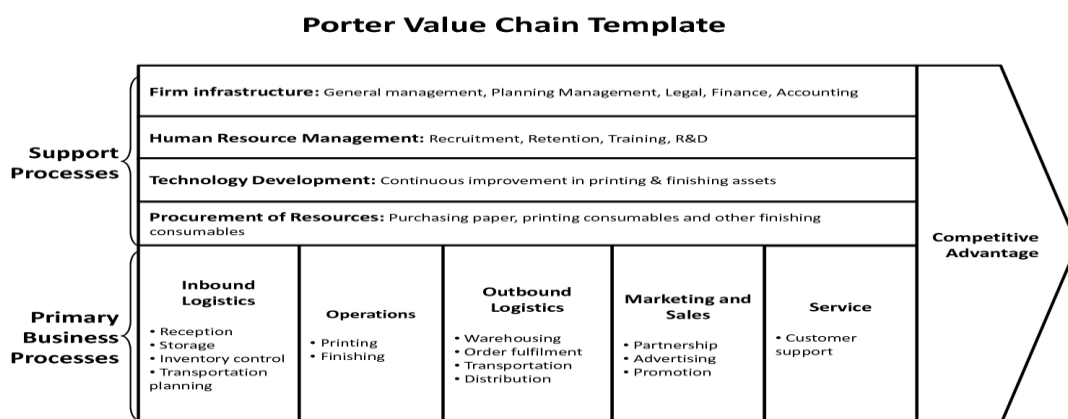 Porter Value Chain Template
Support
Processes
Firm infrastructure: General management, Planning Management, Legal, Finance, Accounting
Human Resource Management: Recruitment, Retention, Training, R&D
Technology Development: Continuous improvement in printing & finishing assets
Procurement of Resources: Purchasing paper, printing consumables and other finishing
consumables
Primary
Business
Processes
Inbound
Logistics
• Reception
• Storage
• Inventory control
• Transportation
planning
Operations
• Printing
• Finishing
Outbound
Logistics
• Warehousing
• Order fulfilment
• Transportation
• Distribution
Marketing and
Sales
• Partnership
• Advertising
• Promotion
Service
• Customer
support
Competitive
Advantage